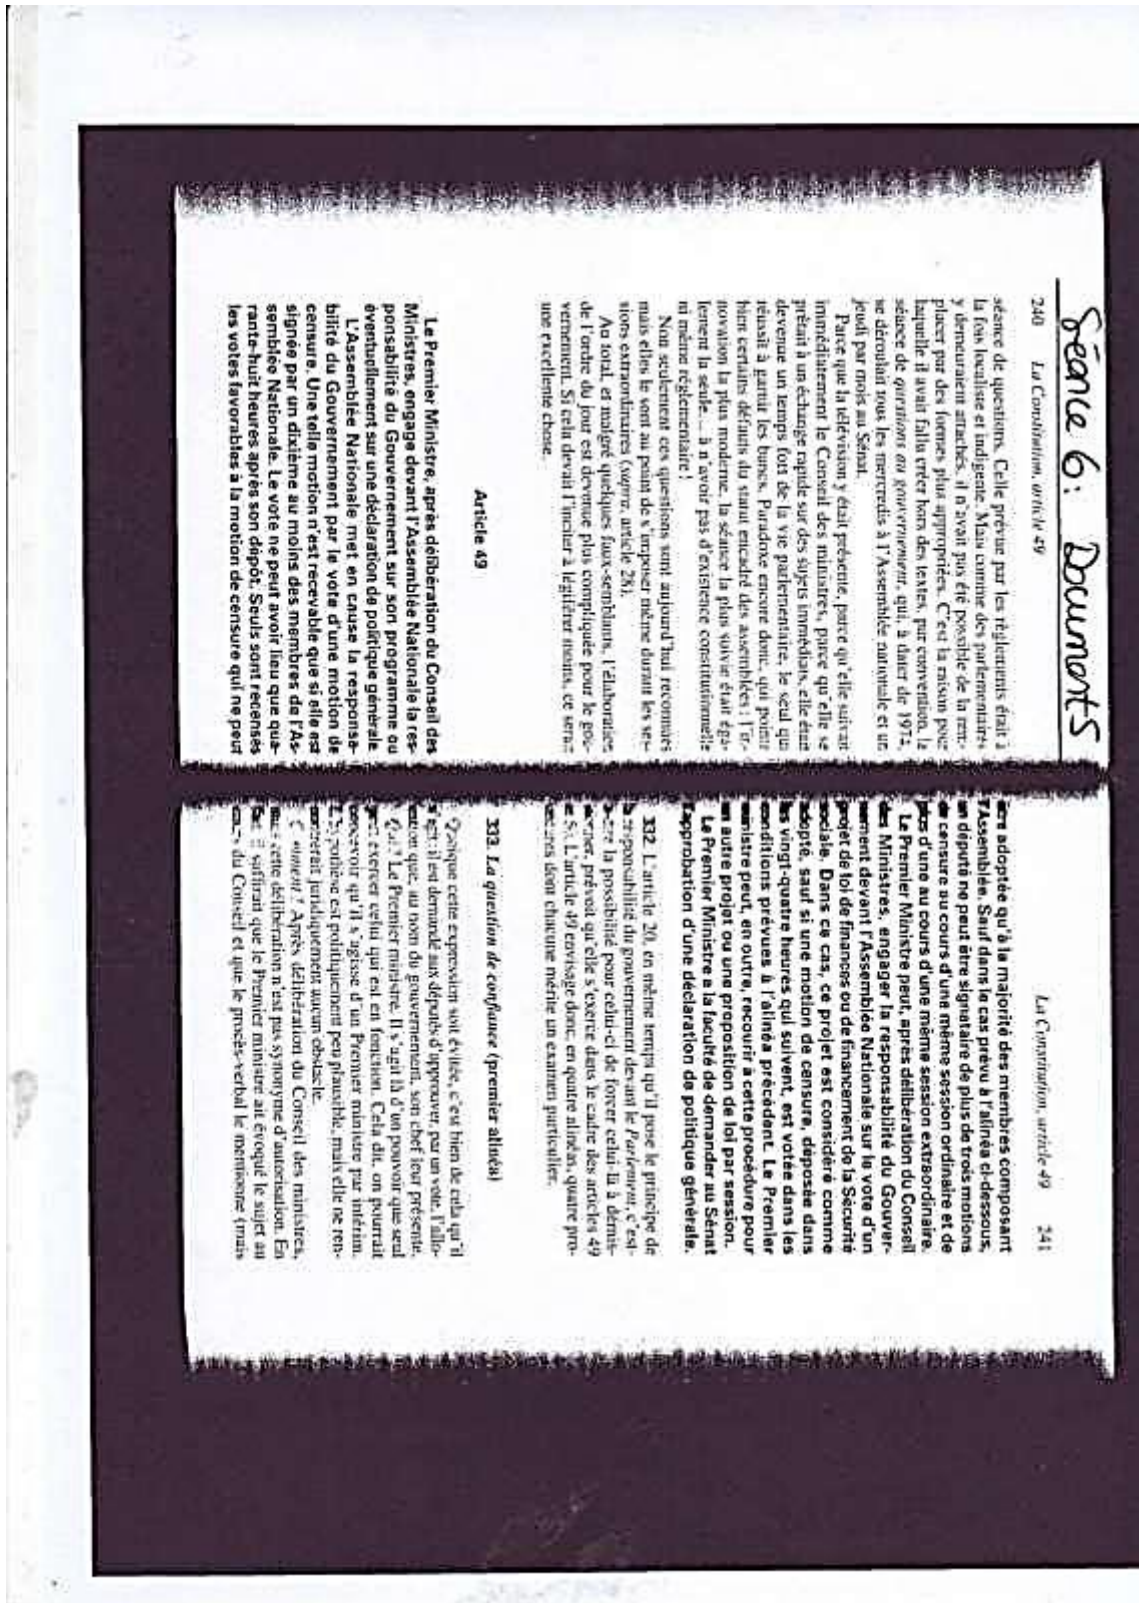 Séance 6 : Documents
240 La Constitution, article 49
séance de questions. Celle prévue par les règlements était à
la fois localiste et indigente. Mais comme des parlementaires
y demeuraient attachés, il n'avait pas été possible de la rem-
placer par des formes plus appropriées. C'est la raison pour
laquelle il avait fallu créer hors des textes, par convention, la
séance de questions au gouvernement, qui, à dater de 1974,
se déroulait tous les mercredis à l'Assemblée nationale et un
jeudi par mois au Sénat.
Parce que la télévision y était présente, parce qu'elle suivait
immédiatement le Conseil des ministres, parce qu'elle se
prêtait à un échange rapide sur des sujets immédiats, elle était
devenue un temps fort de la vie parlementaire, le seul qui
réussît à garnir les bancs. Paradoxe encore donc, qui pointe
bien certains défauts du statut encadré des assemblées : l'in-
novation la plus moderne, la séance la plus suivie était éga-
lement la seule... à n'avoir pas d'existence constitutionnelle
ni même réglementaire !
Non seulement ces questions sont aujourd'hui reconnues
mais elles le sont au point de s'imposer même durant les ses-
sions extraordinaires (supra, article 28).
Au total, et malgré quelques faux-semblants, l'élaboration
de l'ordre du jour est devenue plus compliquée pour le gou-
vernement. Si cela devait l'inciter à légiférer moins, ce serait
une excellente chose.
Article 49
Le Premier Ministre, après délibération du Conseil des
Ministres, engage devant l'Assemblée Nationale la res-
ponsabilité du Gouvernement sur son programme ou
éventuellement sur une déclaration de politique générale.
L'Assemblée Nationale met en cause la responsa-
bilité du Gouvernement par le vote d'une motion de
censure. Une telle motion n'est recevable que si elle est
signée par un dixième au moins des membres de l'As-
semblée Nationale. Le vote ne peut avoir lieu que qua-
rante-huit heures après son dépôt. Seuls sont recensés
les votes favorables à la motion de censure qui ne peut
La Constitution, article 49 241
être adoptée qu'à la majorité des membres composant
l'Assemblée. Sauf dans le cas prévu à l'alinéa ci-dessous,
un député ne peut être signataire de plus de trois motions
de censure au cours d'une même session ordinaire et de
plus d'une au cours d'une même session extraordinaire.
Le Premier Ministre peut, après délibération du Conseil
des Ministres, engager la responsabilité du Gouver-
nement devant l'Assemblée Nationale sur le vote d'un
projet de loi de finances ou de financement de la Sécurité
sociale. Dans ce cas, ce projet est considéré comme
adopté, sauf si une motion de censure, déposée dans
les vingt-quatre heures qui suivent, est votée dans les
conditions prévues à l'alinéa précédent. Le Premier
ministre peut, en outre, recourir à cette procédure pour
un autre projet ou une proposition de loi par session.
Le Premier Ministre a la faculté de demander au Sénat
l'approbation d'une déclaration de politique générale.
332 L'article 20, en même temps qu'il pose le principe de
la responsabilité du gouvernement devant le Parlement, c'est-
à-dire la possibilité pour celui-ci de forcer celui-là à démis-
sionner, prévoit qu'elle s'exerce dans le cadre des articles 49
et 50. L'article 49 envisage donc, en quatre alinéas, quatre pro-
cédures dont chacune mérite un examen particulier.
333 La question de confiance (premier alinéa)
Quoique cette expression soit évitée, c'est bien de cela qu'il
s'agit : il est demandé aux députés d'approuver, par un vote, l'allo-
cution que, au nom du gouvernement, son chef leur présente.
Qui ? Le Premier ministre. Il s'agit là d'un pouvoir que seul
peut exercer celui qui est en fonction. Cela dit, on pourrait
concevoir qu'il s'agisse d'un Premier ministre par intérim.
L'hypothèse est politiquement peu plausible, mais elle ne ren-
contrerait juridiquement aucun obstacle.
Comment ? Après délibération du Conseil des ministres,
mais cette délibération n'est pas synonyme d'autorisation. En
fait, il suffirait que le Premier ministre ait évoqué le sujet au
cours du Conseil et que le procès-verbal le mentionne (mais